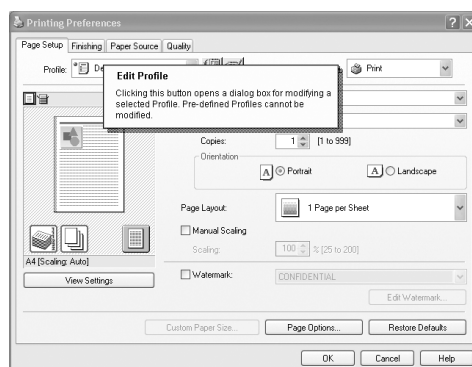 Printing Preferences
Page Setup Finishing Paper Source Quality
Profile: Print
Edit Profile
Clicking this button opens a dialog box for modifying a
selected Profile. Pre-defined Profiles cannot be
modified.
Copies: 1 [1 to 999]
Orientation
A Portrait A Landscape
Page Layout: 1 Page per Sheet
Manual Scaling
Scaling: 100 % [25 to 200]
A4 [Scaling: Auto]
View Settings
Watermark: CONFIDENTIAL
Edit Watermark...
Custom Paper Size... Page Options... Restore Defaults
OK Cancel Help